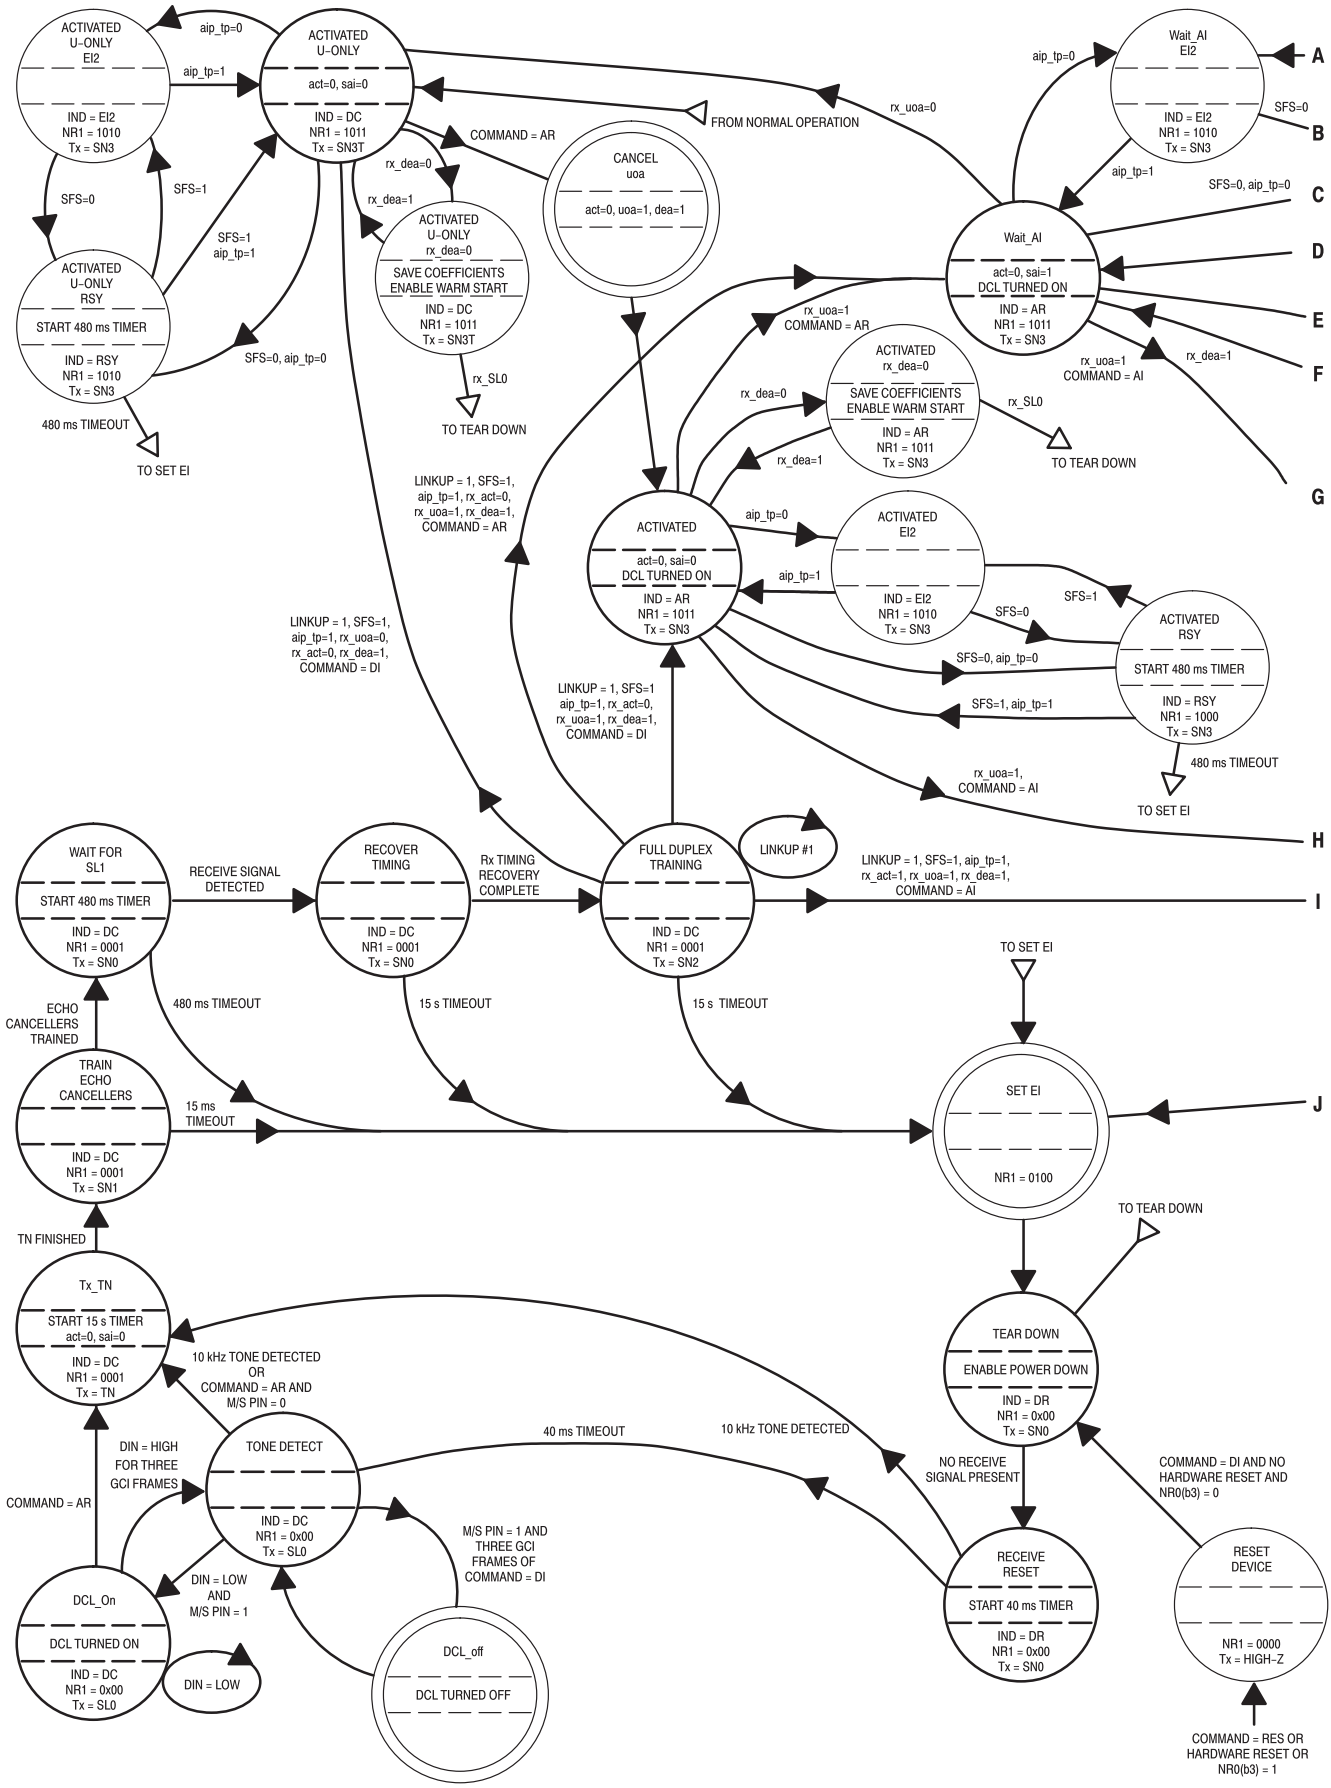 ACTIVATED
U-ONLY
EI2
IND = EI2
NR1 = 1010
Tx = SN3
aip_tp=0
aip_tp=1
ACTIVATED
U-ONLY
act=0, sai=0
IND = DC
NR1 = 1011
Tx = SN3T
COMMAND = AR
FROM NORMAL OPERATION
rx_uoa=0
aip_tp=0
Wait_AI
EI2
IND = EI2
NR1 = 1010
Tx = SN3
A
SFS=0
B
aip_tp=1
SFS=0
SFS=1
SFS=1
aip_tp=1
rx_dea=0
rx_dea=1
CANCEL
uoa
act=0, uoa=1, dea=1
SFS=0, aip_tp=0
C
ACTIVATED
U-ONLY
RSY
START 480 ms TIMER
IND = RSY
NR1 = 1010
Tx = SN3
SFS=0, aip_tp=0
480 ms TIMEOUT
TO SET EI
ACTIVATED
U-ONLY
rx_dea=0
SAVE COEFFICIENTS
ENABLE WARM START
IND = DC
NR1 = 1011
Tx = SN3T
rx_SL0
TO TEAR DOWN
Wait_AI
act=0, sai=1
DCL TURNED ON
IND = AR
NR1 = 1011
Tx = SN3
D
E
F
rx_uoa=1
COMMAND = AR
rx_uoa=1
COMMAND = AI
rx_dea=1
G
ACTIVATED
rx_dea=0
SAVE COEFFICIENTS
ENABLE WARM START
IND = AR
NR1 = 1011
Tx = SN3
rx_dea=0
rx_dea=1
rx_SL0
TO TEAR DOWN
LINKUP = 1, SFS=1,
aip_tp=1, rx_act=0,
rx_uoa=1, rx_dea=1,
COMMAND = AR
ACTIVATED
act=0, sai=0
DCL TURNED ON
IND = AR
NR1 = 1011
Tx = SN3
aip_tp=0
aip_tp=1
ACTIVATED
EI2
IND = EI2
NR1 = 1010
Tx = SN3
SFS=1
SFS=0
SFS=0, aip_tp=0
SFS=1, aip_tp=1
ACTIVATED
RSY
START 480 ms TIMER
IND = RSY
NR1 = 1000
Tx = SN3
480 ms TIMEOUT
TO SET EI
LINKUP = 1, SFS=1,
aip_tp=1, rx_uoa=0,
rx_act=0, rx_dea=1,
COMMAND = DI
LINKUP = 1, SFS=1
aip_tp=1, rx_act=0,
rx_uoa=1, rx_dea=1,
COMMAND = DI
rx_uoa=1,
COMMAND = AI
H
WAIT FOR
SL1
START 480 ms TIMER
IND = DC
NR1 = 0001
Tx = SN0
RECEIVE SIGNAL
DETECTED
RECOVER
TIMING
IND = DC
NR1 = 0001
Tx = SN0
Rx TIMING
RECOVERY
COMPLETE
FULL DUPLEX
TRAINING
IND = DC
NR1 = 0001
Tx = SN2
LINKUP #1
LINKUP = 1, SFS=1, aip_tp=1,
rx_act=1, rx_uoa=1, rx_dea=1,
COMMAND = AI
I
TO SET EI
480 ms TIMEOUT
15 s TIMEOUT
15 s  TIMEOUT
ECHO
CANCELLERS
TRAINED
TRAIN
ECHO
CANCELLERS
IND = DC
NR1 = 0001
Tx = SN1
15 ms
TIMEOUT
SET EI
NR1 = 0100
J
TN FINISHED
TO TEAR DOWN
Tx_TN
START 15 s TIMER
act=0, sai=0
IND = DC
NR1 = 0001
Tx = TN
10 kHz TONE DETECTED
OR
COMMAND = AR AND
M/S PIN = 0
TEAR DOWN
ENABLE POWER DOWN
IND = DR
NR1 = 0x00
Tx = SN0
COMMAND = AR
DIN = HIGH
FOR THREE
GCI FRAMES
TONE DETECT
IND = DC
NR1 = 0x00
Tx = SL0
40 ms TIMEOUT
10 kHz TONE DETECTED
NO RECEIVE
SIGNAL PRESENT
COMMAND = DI AND NO
HARDWARE RESET AND
NR0(b3) = 0
M/S PIN = 1 AND
THREE GCI
FRAMES OF
COMMAND = DI
DIN = LOW
AND
M/S PIN = 1
DCL_On
DCL TURNED ON
IND = DC
NR1 = 0x00
Tx = SL0
DIN = LOW
DCL_off
DCL TURNED OFF
RECEIVE
RESET
START 40 ms TIMER
IND = DR
NR1 = 0x00
Tx = SN0
RESET
DEVICE
NR1 = 0000
Tx = HIGH-Z
COMMAND = RES OR
HARDWARE RESET OR
NR0(b3) = 1